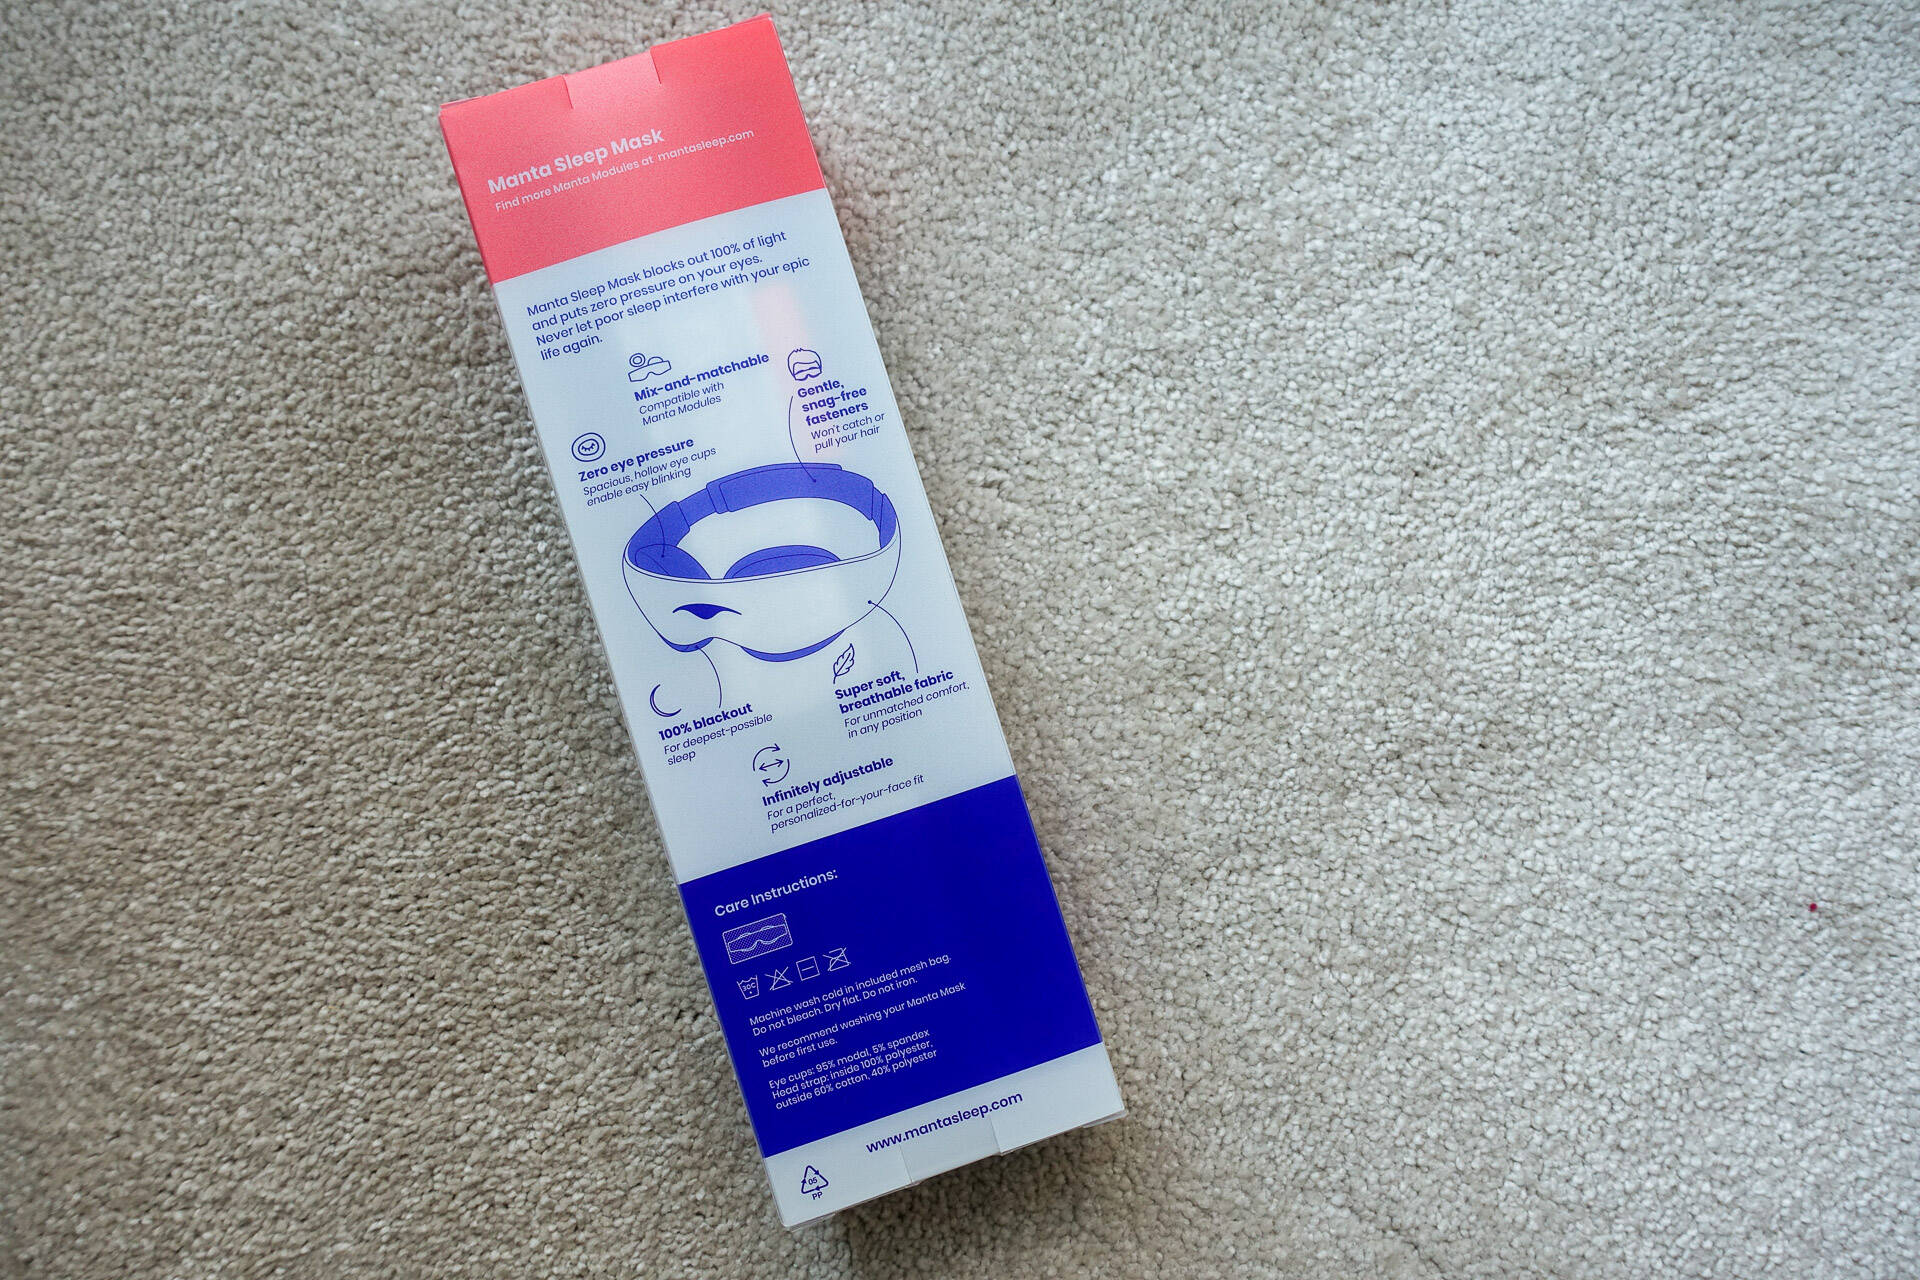 Manta Sleep Mask
Find more Manta Modules at mantasleep.com
Manta Sleep Mask blocks out 100% of light
and puts zero pressure on your eyes.
Never let poor sleep interfere with your epic
life again.
Mix-and-matchable
Compatible with
Manta Modules
Gentle,
snag-free
fasteners
Won't catch or
pull your hair
Zero eye pressure
Spacious, hollow eye cups
enable easy blinking
Super soft,
breathable fabric
For unmatched comfort,
in any position
100% blackout
For deepest-possible
sleep
Infinitely adjustable
For a perfect,
personalized-for-your-face fit
Care Instructions:
30C
Machine wash cold in included mesh bag.
Do not bleach. Dry flat. Do not iron.
We recommend washing your Manta Mask
before first use.
Eye cups: 95% modal, 5% spandex
Head strap: inside 100% polyester,
outside 60% cotton, 40% polyester
www.mantasleep.com
05
PP